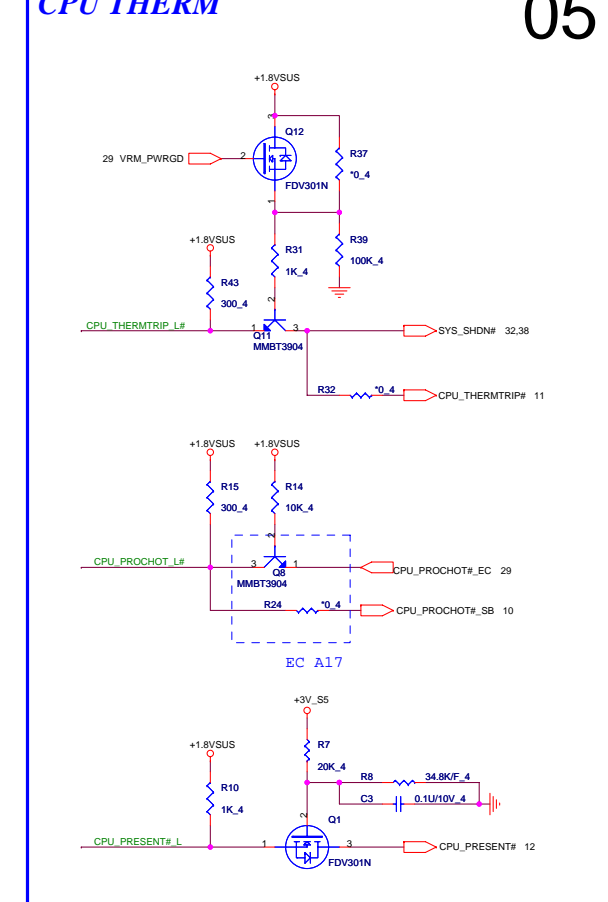 CPU THERM
05
+1.8VSUS
3
Q12
R37
29 VRM_PWRGD
2
*0_4
FDV301N
1
+1.8VSUS
R31
R39
1K_4
100K_4
R43
300_4
2
CPU_THERMTRIP_L#
1
3
SYS_SHDN# 32,38
Q11
MMBT3904
R32
*0_4
CPU_THERMTRIP# 11
+1.8VSUS
+1.8VSUS
R15
R14
300_4
10K_4
2
CPU_PROCHOT_L#
3
1
Q8
CPU_PROCHOT#_EC 29
MMBT3904
R24
*0_4
CPU_PROCHOT#_SB 10
EC A17
+3V_S5
+1.8VSUS
R7
20K_4
R8
34.8K/F_4
R10
C3
0.1U/10V_4
1K_4
2
Q1
CPU_PRESENT#_L
1
3
CPU_PRESENT# 12
FDV301N